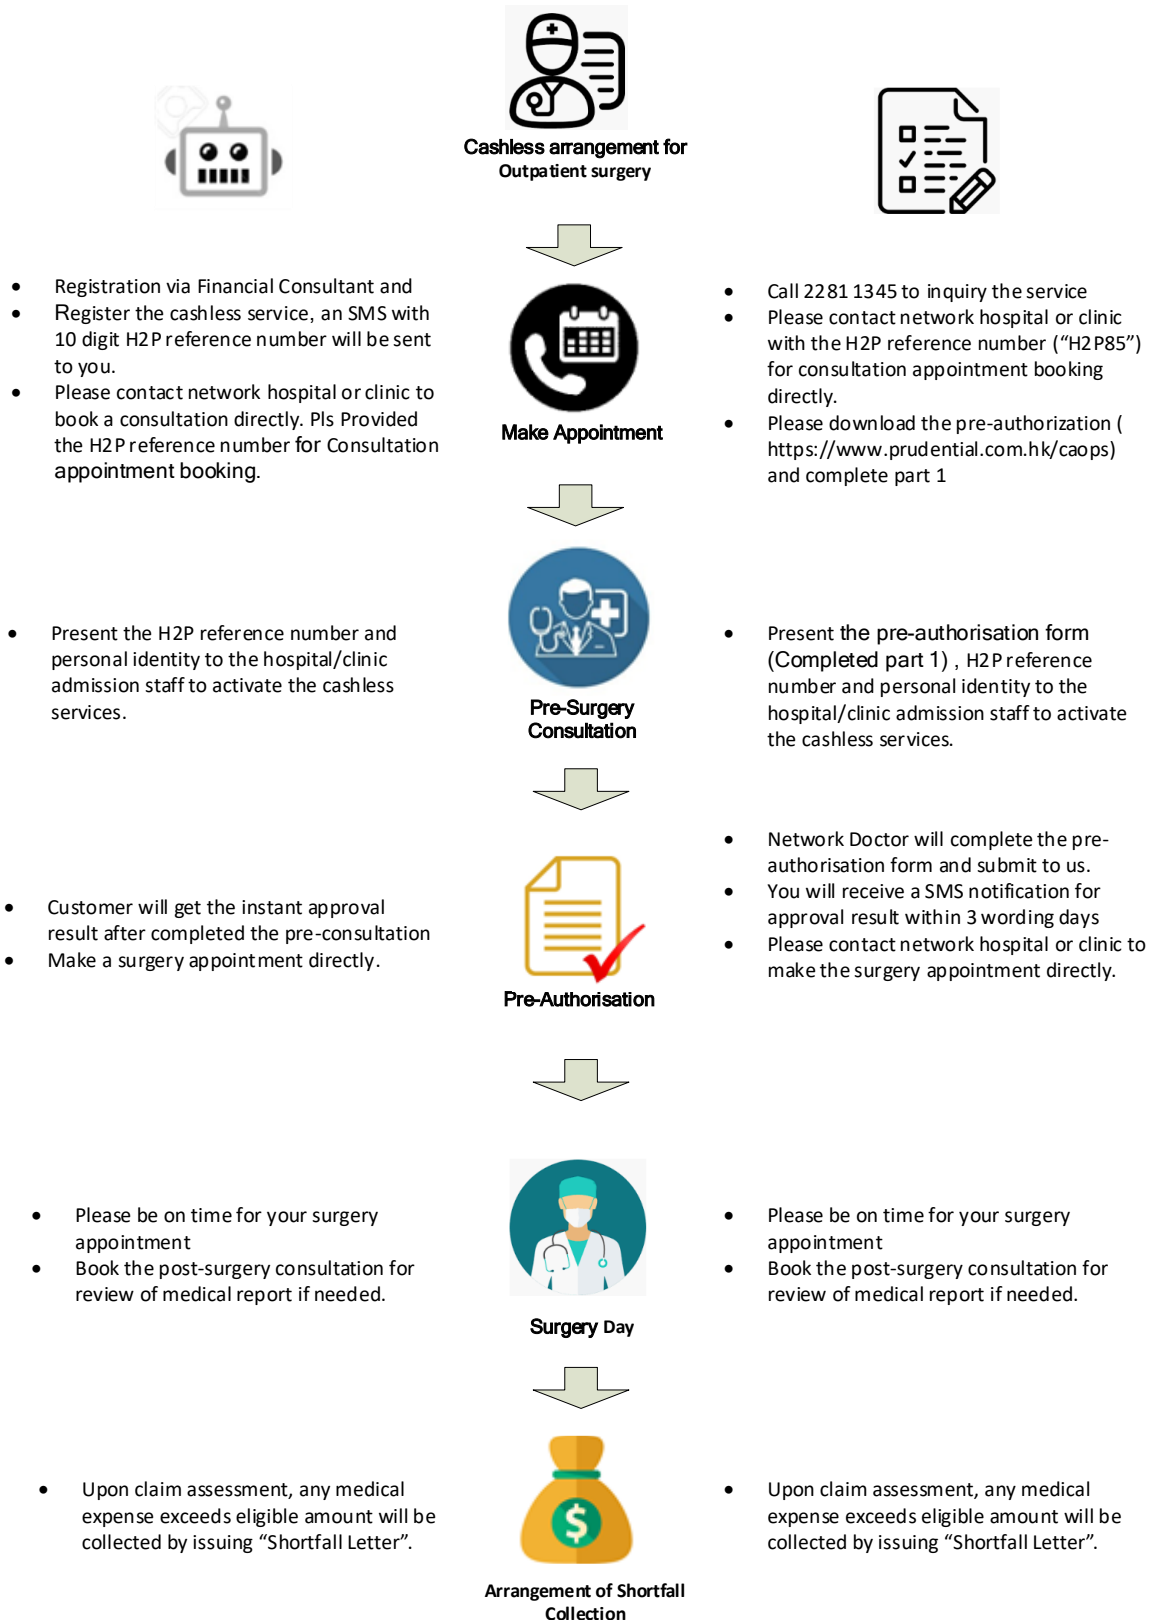 Cashless arrangement for
Outpatient surgery
• Registration via Financial Consultant and
• Register the cashless service, an SMS with
10 digit H2P reference number will be sent
to you.
• Please contact network hospital or clinic to
book a consultation directly. Pls Provided
the H2P reference number for Consultation
appointment booking.
Make Appointment
• Call 2281 1345 to inquiry the service
• Please contact network hospital or clinic
with the H2P reference number (“H2P85”)
for consultation appointment booking
directly.
• Please download the pre-authorization (
https://www.prudential.com.hk/caops)
and complete part 1
• Present the H2P reference number and
personal identity to the hospital/clinic
admission staff to activate the cashless
services.
Pre-Surgery
Consultation
• Present the pre-authorisation form
(Completed part 1) , H2P reference
number and personal identity to the
hospital/clinic admission staff to activate
the cashless services.
• Customer will get the instant approval
result after completed the pre-consultation
• Make a surgery appointment directly.
Pre-Authorisation
• Network Doctor will complete the pre-
authorisation form and submit to us.
• You will receive a SMS notification for
approval result within 3 wording days
• Please contact network hospital or clinic to
make the surgery appointment directly.
• Please be on time for your surgery
appointment
• Book the post-surgery consultation for
review of medical report if needed.
Surgery Day
• Please be on time for your surgery
appointment
• Book the post-surgery consultation for
review of medical report if needed.
• Upon claim assessment, any medical
expense exceeds eligible amount will be
collected by issuing “Shortfall Letter”.
$
Arrangement of Shortfall
Collection
• Upon claim assessment, any medical
expense exceeds eligible amount will be
collected by issuing “Shortfall Letter”.